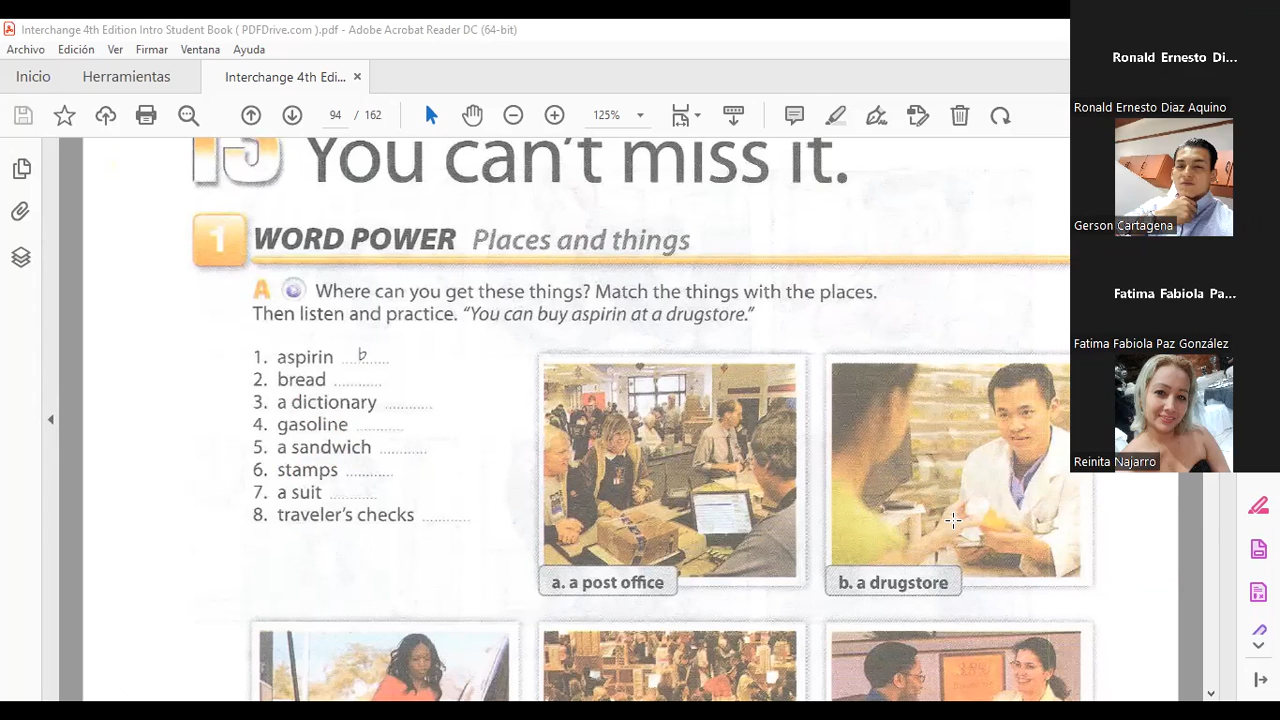 Interchange 4th Edition Intro Student Book ( PDFDrive.com ).pdf - Adobe Acrobat Reader DC (64-bit)
Archivo Edición Ver Firmar Ventana Ayuda
Inicio Herramientas Interchange 4th Edi... ×
94 / 162 125%
13 You can't miss it.
1 WORD POWER Places and things
A Where can you get these things? Match the things with the places.
Then listen and practice. “You can buy aspirin at a drugstore.”
1. aspirin ....b....
2. bread ............
3. a dictionary ............
4. gasoline ............
5. a sandwich ............
6. stamps ............
7. a suit ............
8. traveler's checks ............
a. a post office
b. a drugstore
Ronald Ernesto Di...
Ronald Ernesto Diaz Aquino
Gerson Cartagena
Fatima Fabiola Pa...
Fatima Fabiola Paz González
Reinita Najarro